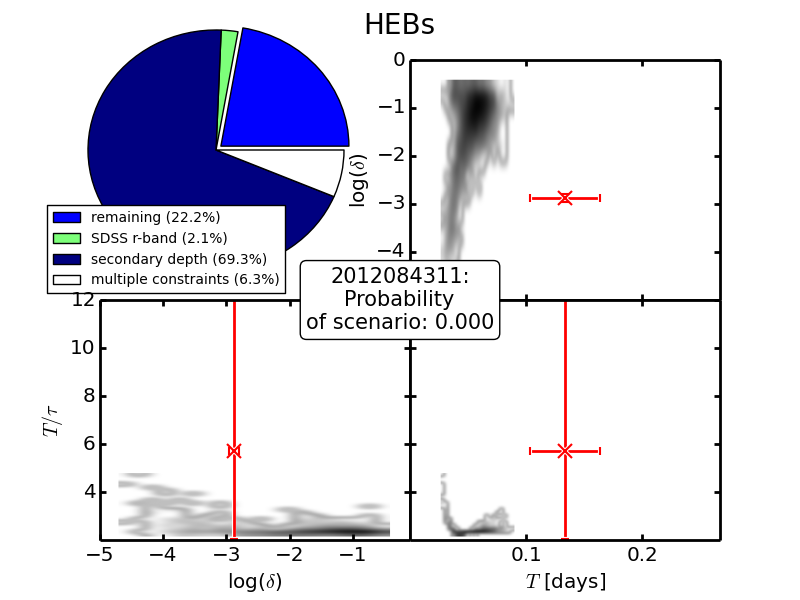 HEBs
remaining (22.2%)
SDSS r-band (2.1%)
secondary depth (69.3%)
multiple constraints (6.3%)
0
−1
−2
−3
−4
log(δ)
2012084311:
Probability
of scenario: 0.000
12
10
8
6
4
T/τ
−5 −4 −3 −2 −1
log(δ)
0.1 0.2
T [days]